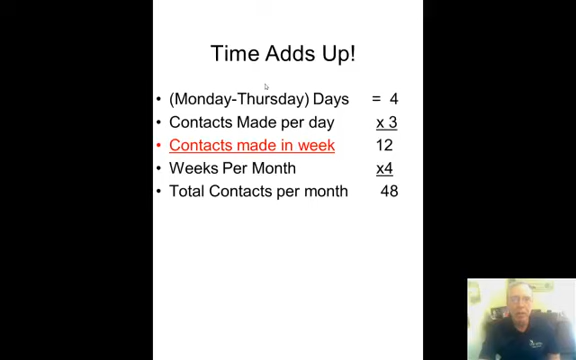 Time Adds Up!
• (Monday-Thursday) Days = 4
• Contacts Made per day x 3
• Contacts made in week 12
• Weeks Per Month x4
• Total Contacts per month 48